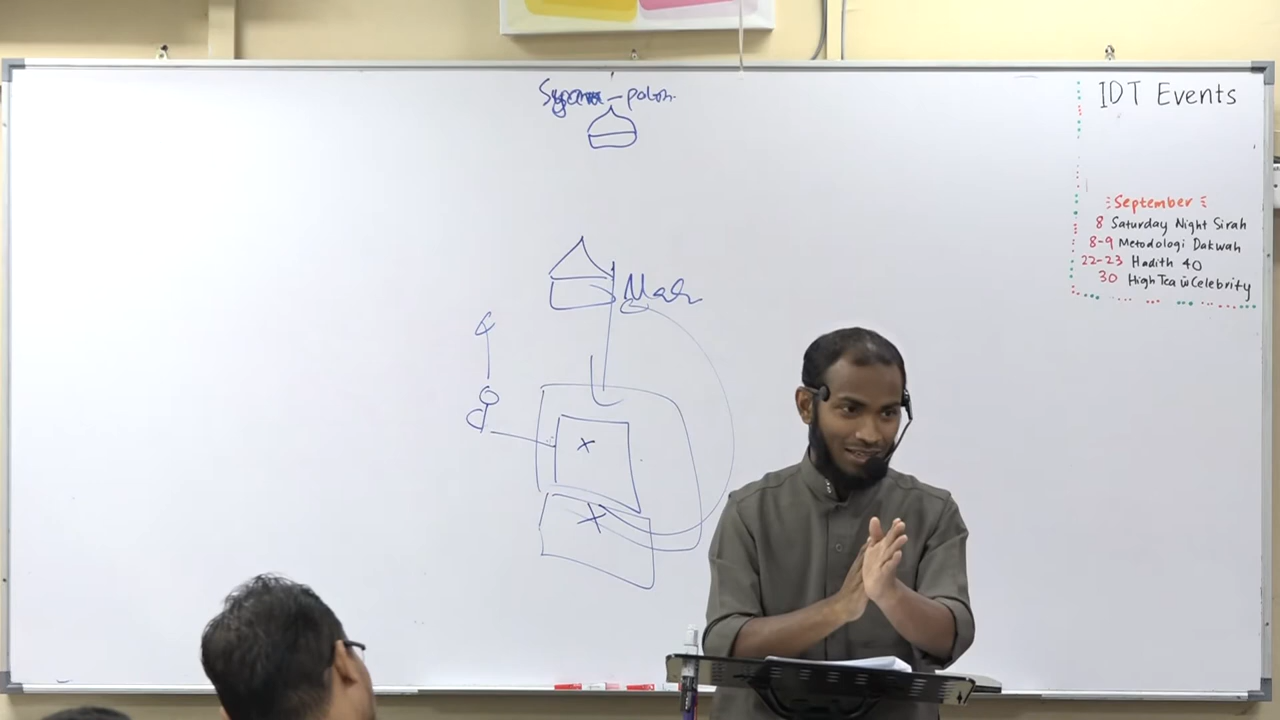 IDT Events
September
8 Saturday Night Sirah
8-9 Metodologi Dakwah
22-23 Hadith 40
30 High Tea w Celebrity